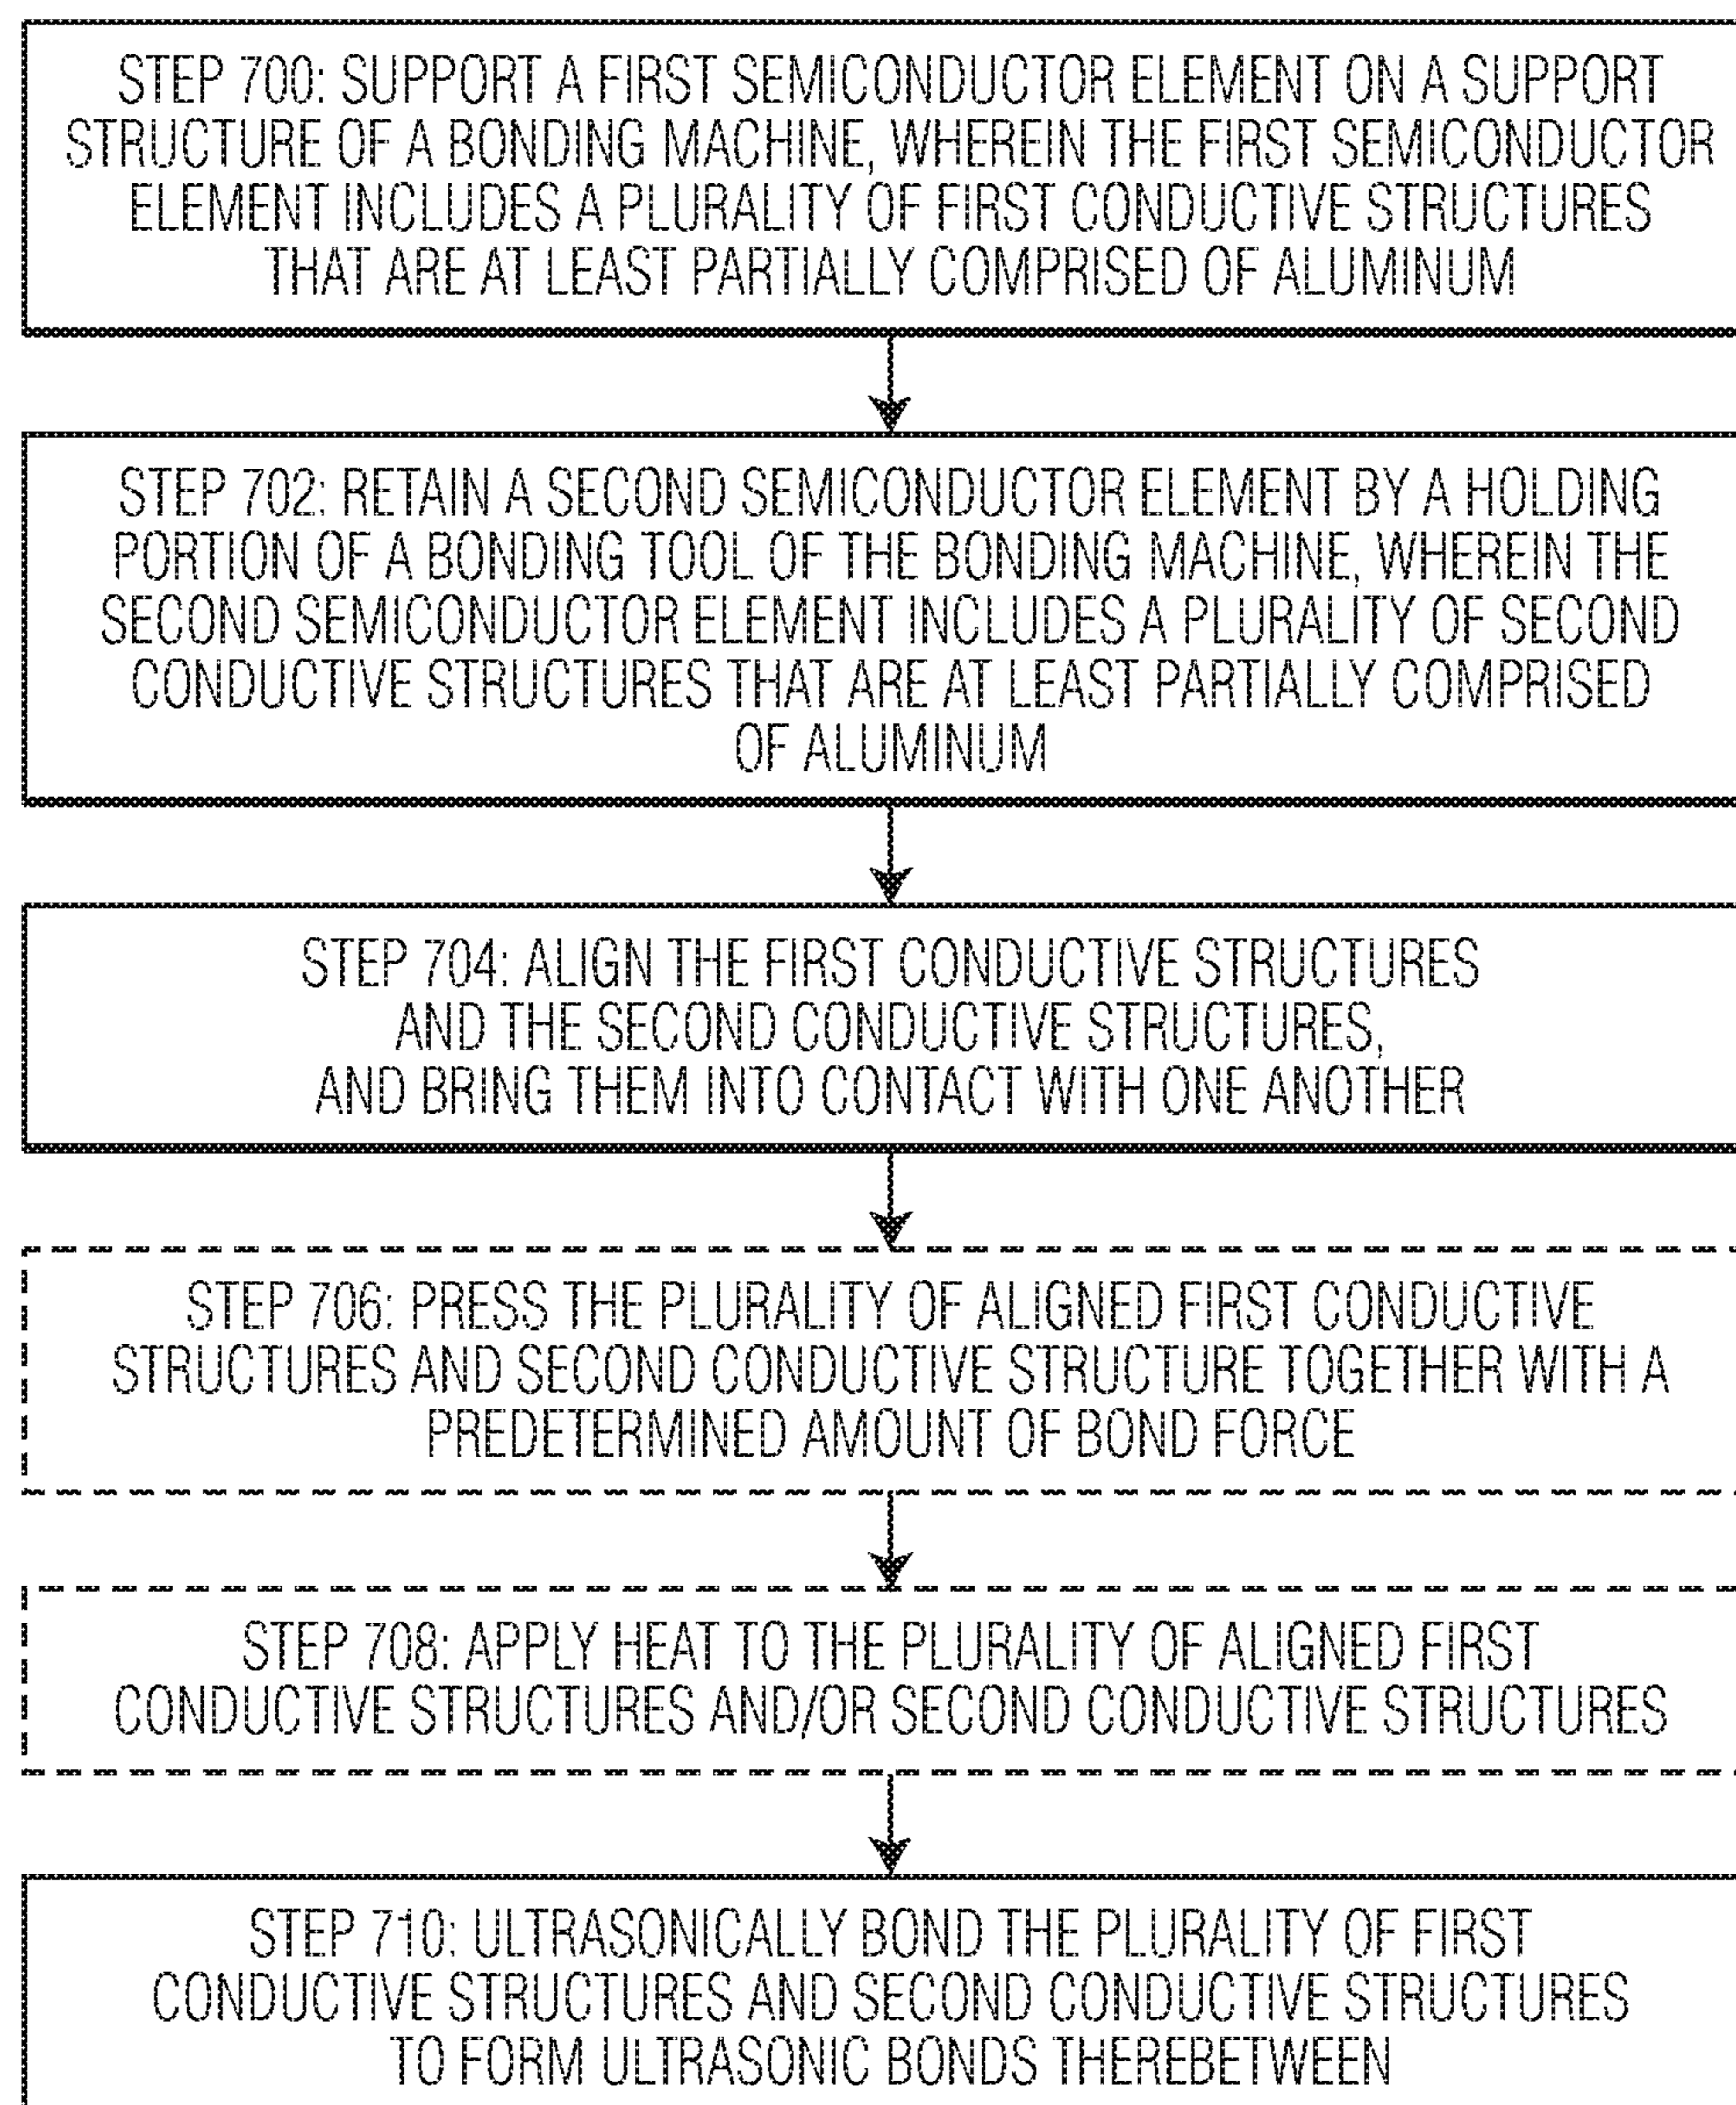 STEP 700: SUPPORT A FIRST SEMICONDUCTOR ELEMENT ON A SUPPORT
STRUCTURE OF A BONDING MACHINE, WHEREIN THE FIRST SEMICONDUCTOR
ELEMENT INCLUDES A PLURALITY OF FIRST CONDUCTIVE STRUCTURES
THAT ARE AT LEAST PARTIALLY COMPRISED OF ALUMINUM
STEP 702: RETAIN A SECOND SEMICONDUCTOR ELEMENT BY A HOLDING
PORTION OF A BONDING TOOL OF THE BONDING MACHINE, WHEREIN THE
SECOND SEMICONDUCTOR ELEMENT INCLUDES A PLURALITY OF SECOND
CONDUCTIVE STRUCTURES THAT ARE AT LEAST PARTIALLY COMPRISED
OF ALUMINUM
STEP 704: ALIGN THE FIRST CONDUCTIVE STRUCTURES
AND THE SECOND CONDUCTIVE STRUCTURES,
AND BRING THEM INTO CONTACT WITH ONE ANOTHER
STEP 706: PRESS THE PLURALITY OF ALIGNED FIRST CONDUCTIVE
STRUCTURES AND SECOND CONDUCTIVE STRUCTURE TOGETHER WITH A
PREDETERMINED AMOUNT OF BOND FORCE
STEP 708: APPLY HEAT TO THE PLURALITY OF ALIGNED FIRST
CONDUCTIVE STRUCTURES AND/OR SECOND CONDUCTIVE STRUCTURES
STEP 710: ULTRASONICALLY BOND THE PLURALITY OF FIRST
CONDUCTIVE STRUCTURES AND SECOND CONDUCTIVE STRUCTURES
TO FORM ULTRASONIC BONDS THEREBETWEEN